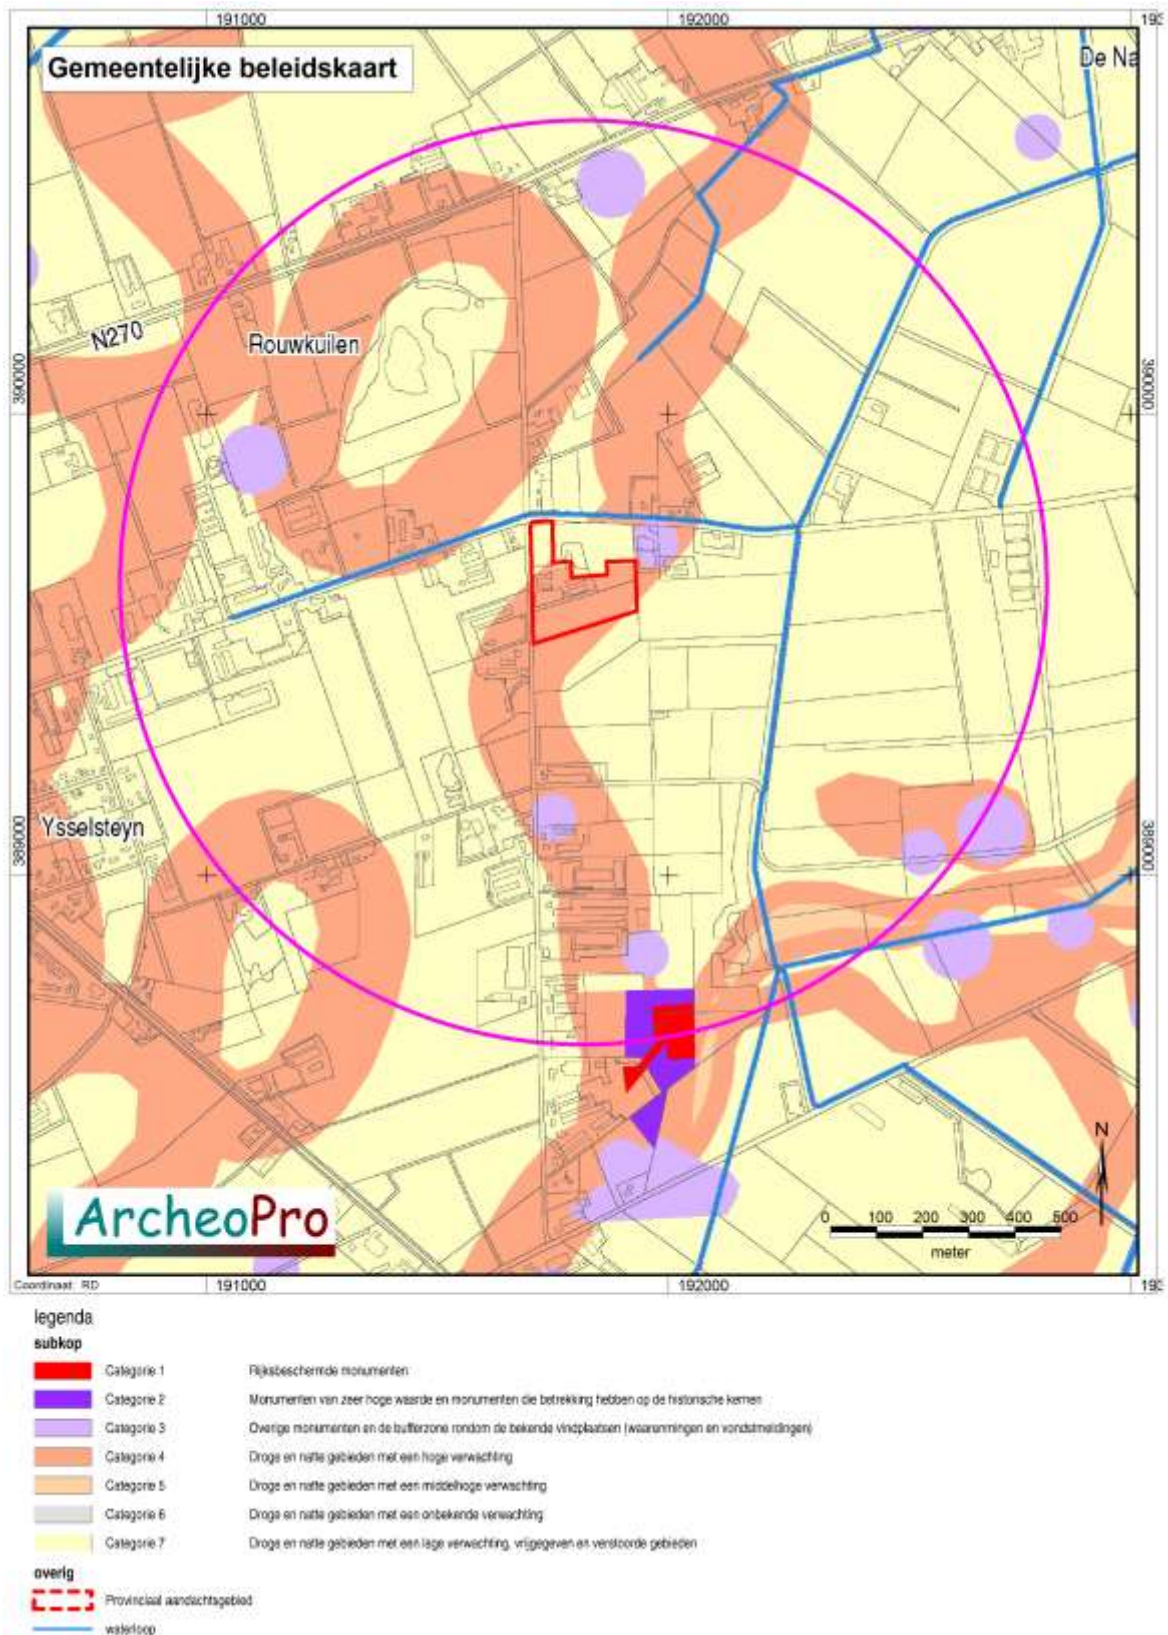 191000 192000 193
Gemeentelijke beleidskaart
De Na
N270
Rouwkuilen
390000 390000
Ysselsteyn
389000 389000
N
ArcheoPro
0 100 200 300 400 500
meter
Coordinaat: RD
191000 192000 193
legenda
subkop
Categorie 1 Rijksbeschermde monumenten
Categorie 2 Monumenten van zeer hoge waarde en monumenten die betrekking hebben op de historische kernen
Categorie 3 Overige monumenten en de bufferzone rondom de bekende vindplaatsen (waarnmingen en vondstmeldingen)
Categorie 4 Droge en natte gebieden met een hoge verwachting
Categorie 5 Droge en natte gebieden met een middelhoge verwachting
Categorie 6 Droge en natte gebieden met een onbekende verwachting
Categorie 7 Droge en natte gebieden met een lage verwachting, vrijgegeven en verstoorde gebieden
overig
Provinciaal aandachtsgebied
waterloop